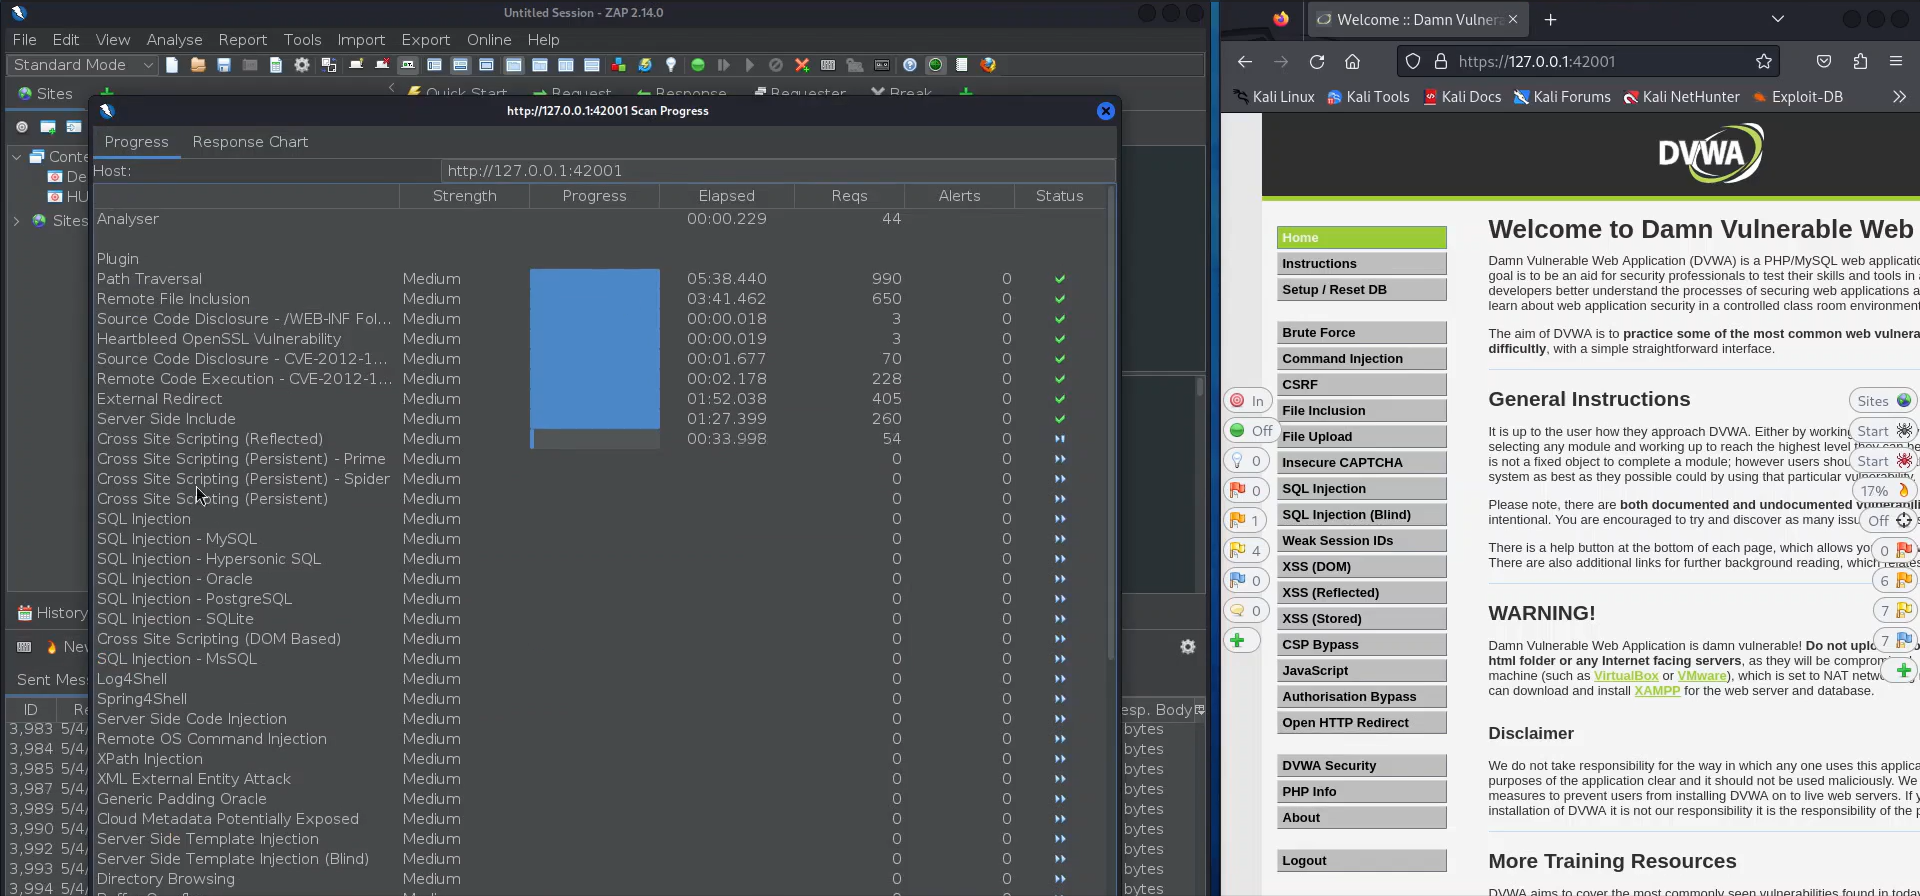 Untitled Session - ZAP 2.14.0
File Edit View Analyse Report Tools Import Export Online Help
Standard Mode
Sites
Quick Start Request Response Requester Break
http://127.0.0.1:42001 Scan Progress
Progress Response Chart
Host: http://127.0.0.1:42001
Strength Progress Elapsed Reqs Alerts Status
Analyser 00:00.229 44
Plugin
Path Traversal Medium 05:38.440 990 0
Remote File Inclusion Medium 03:41.462 650 0
Source Code Disclosure - /WEB-INF Fol... Medium 00:00.018 3 0
Heartbleed OpenSSL Vulnerability Medium 00:00.019 3 0
Source Code Disclosure - CVE-2012-1... Medium 00:01.677 70 0
Remote Code Execution - CVE-2012-1... Medium 00:02.178 228 0
External Redirect Medium 01:52.038 405 0
Server Side Include Medium 01:27.399 260 0
Cross Site Scripting (Reflected) Medium 00:33.998 54 0
Cross Site Scripting (Persistent) - Prime Medium 0 0
Cross Site Scripting (Persistent) - Spider Medium 0 0
Cross Site Scripting (Persistent) Medium 0 0
SQL Injection Medium 0 0
SQL Injection - MySQL Medium 0 0
SQL Injection - Hypersonic SQL Medium 0 0
SQL Injection - Oracle Medium 0 0
SQL Injection - PostgreSQL Medium 0 0
SQL Injection - SQLite Medium 0 0
Cross Site Scripting (DOM Based) Medium 0 0
SQL Injection - MsSQL Medium 0 0
Log4Shell Medium 0 0
Spring4Shell Medium 0 0
Server Side Code Injection Medium 0 0
Remote OS Command Injection Medium 0 0
XPath Injection Medium 0 0
XML External Entity Attack Medium 0 0
Generic Padding Oracle Medium 0 0
Cloud Metadata Potentially Exposed Medium 0 0
Server Side Template Injection Medium 0 0
Server Side Template Injection (Blind) Medium 0 0
Directory Browsing Medium 0 0
Conte
De
HU
Sites
History
New
Sent Mess
ID Re
esp. Body
3,983 5/4/ bytes
3,984 5/4/ bytes
3,985 5/4/ bytes
3,987 5/4/ bytes
3,989 5/4/ bytes
3,990 5/4/ bytes
3,992 5/4/ bytes
3,993 5/4/ bytes
3,994 5/4/ bytes
Welcome :: Damn Vulnera
https://127.0.0.1:42001
Kali Linux Kali Tools Kali Docs Kali Forums Kali NetHunter Exploit-DB
DVWA
Home
Instructions
Setup / Reset DB
Brute Force
Command Injection
CSRF
File Inclusion
File Upload
Insecure CAPTCHA
SQL Injection
SQL Injection (Blind)
Weak Session IDs
XSS (DOM)
XSS (Reflected)
XSS (Stored)
CSP Bypass
JavaScript
Authorisation Bypass
Open HTTP Redirect
DVWA Security
PHP Info
About
Logout
In
Off
0
0
1
4
0
0
Welcome to Damn Vulnerable Web
Damn Vulnerable Web Application (DVWA) is a PHP/MySQL web applicatio
goal is to be an aid for security professionals to test their skills and tools in
developers better understand the processes of securing web applications a
learn about web application security in a controlled class room environment
The aim of DVWA is to practice some of the most common web vulnera
difficultly, with a simple straightforward interface.
General Instructions
It is up to the user how they approach DVWA. Either by working
selecting any module and working up to reach the highest level they can be
is not a fixed object to complete a module; however users shou
system as best as they possible could by using that particular vulnerability.
Please note, there are both documented and undocumented vulnerabili
intentional. You are encouraged to try and discover as many issu
There is a help button at the bottom of each page, which allows yo
There are also additional links for further background reading, which relates
WARNING!
Damn Vulnerable Web Application is damn vulnerable! Do not uplo
html folder or any Internet facing servers, as they will be comprom
machine (such as VirtualBox or VMware), which is set to NAT netw
can download and install XAMPP for the web server and database.
Disclaimer
We do not take responsibility for the way in which any one uses this applica
purposes of the application clear and it should not be used maliciously. We
measures to prevent users from installing DVWA on to live web servers. If y
installation of DVWA it is not our responsibility it is the responsibility of the p
More Training Resources
DVWA aims to cover the most commonly seen vulnerabilities found in today
Sites
Start
Start
17%
Off
0
6
7
7